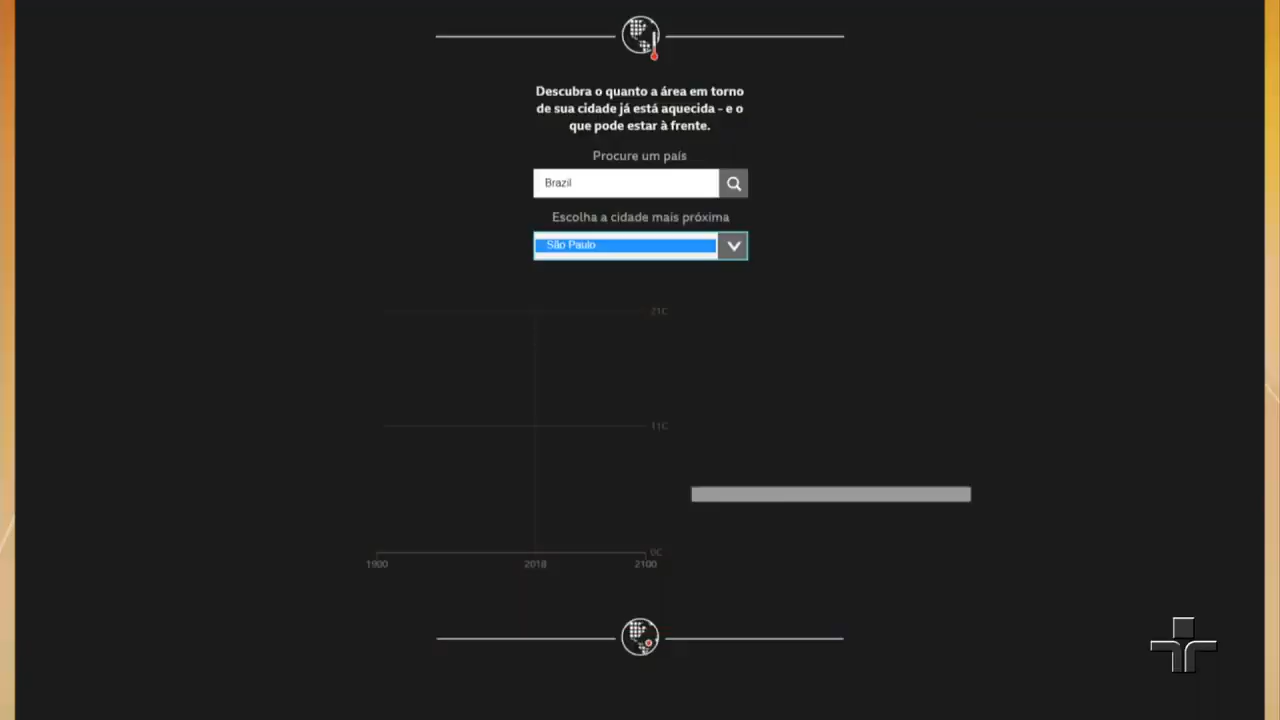 Descubra o quanto a área em torno
de sua cidade já está aquecida - e o
que pode estar à frente.
Procure um país
Brazil
Escolha a cidade mais próxima
São Paulo
21C
11C
0C
1900 2018 2100